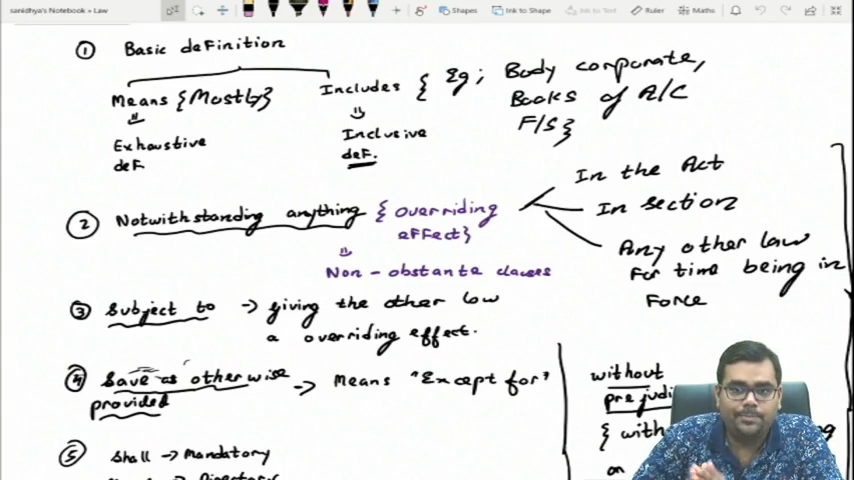 sanidhya's Notebook » Law
Shapes
Ink to Shape
Ink to Text
Ruler
Maths
① Basic definition
Means {Mostly}
Exhaustive
def.
Includes { Eg; Body corporate,
Books of A/C
F/S}
Inclusive
def.
② Notwithstanding anything { overriding
effect}
Non-obstante clauses
In the Act
In section
Any other law
for time being in
force
③ Subject to → giving the other law
a overriding effect.
④ Save as otherwise
provided
→ Means "Except for"
without
{ with
on
⑤ Shall → Mandatory